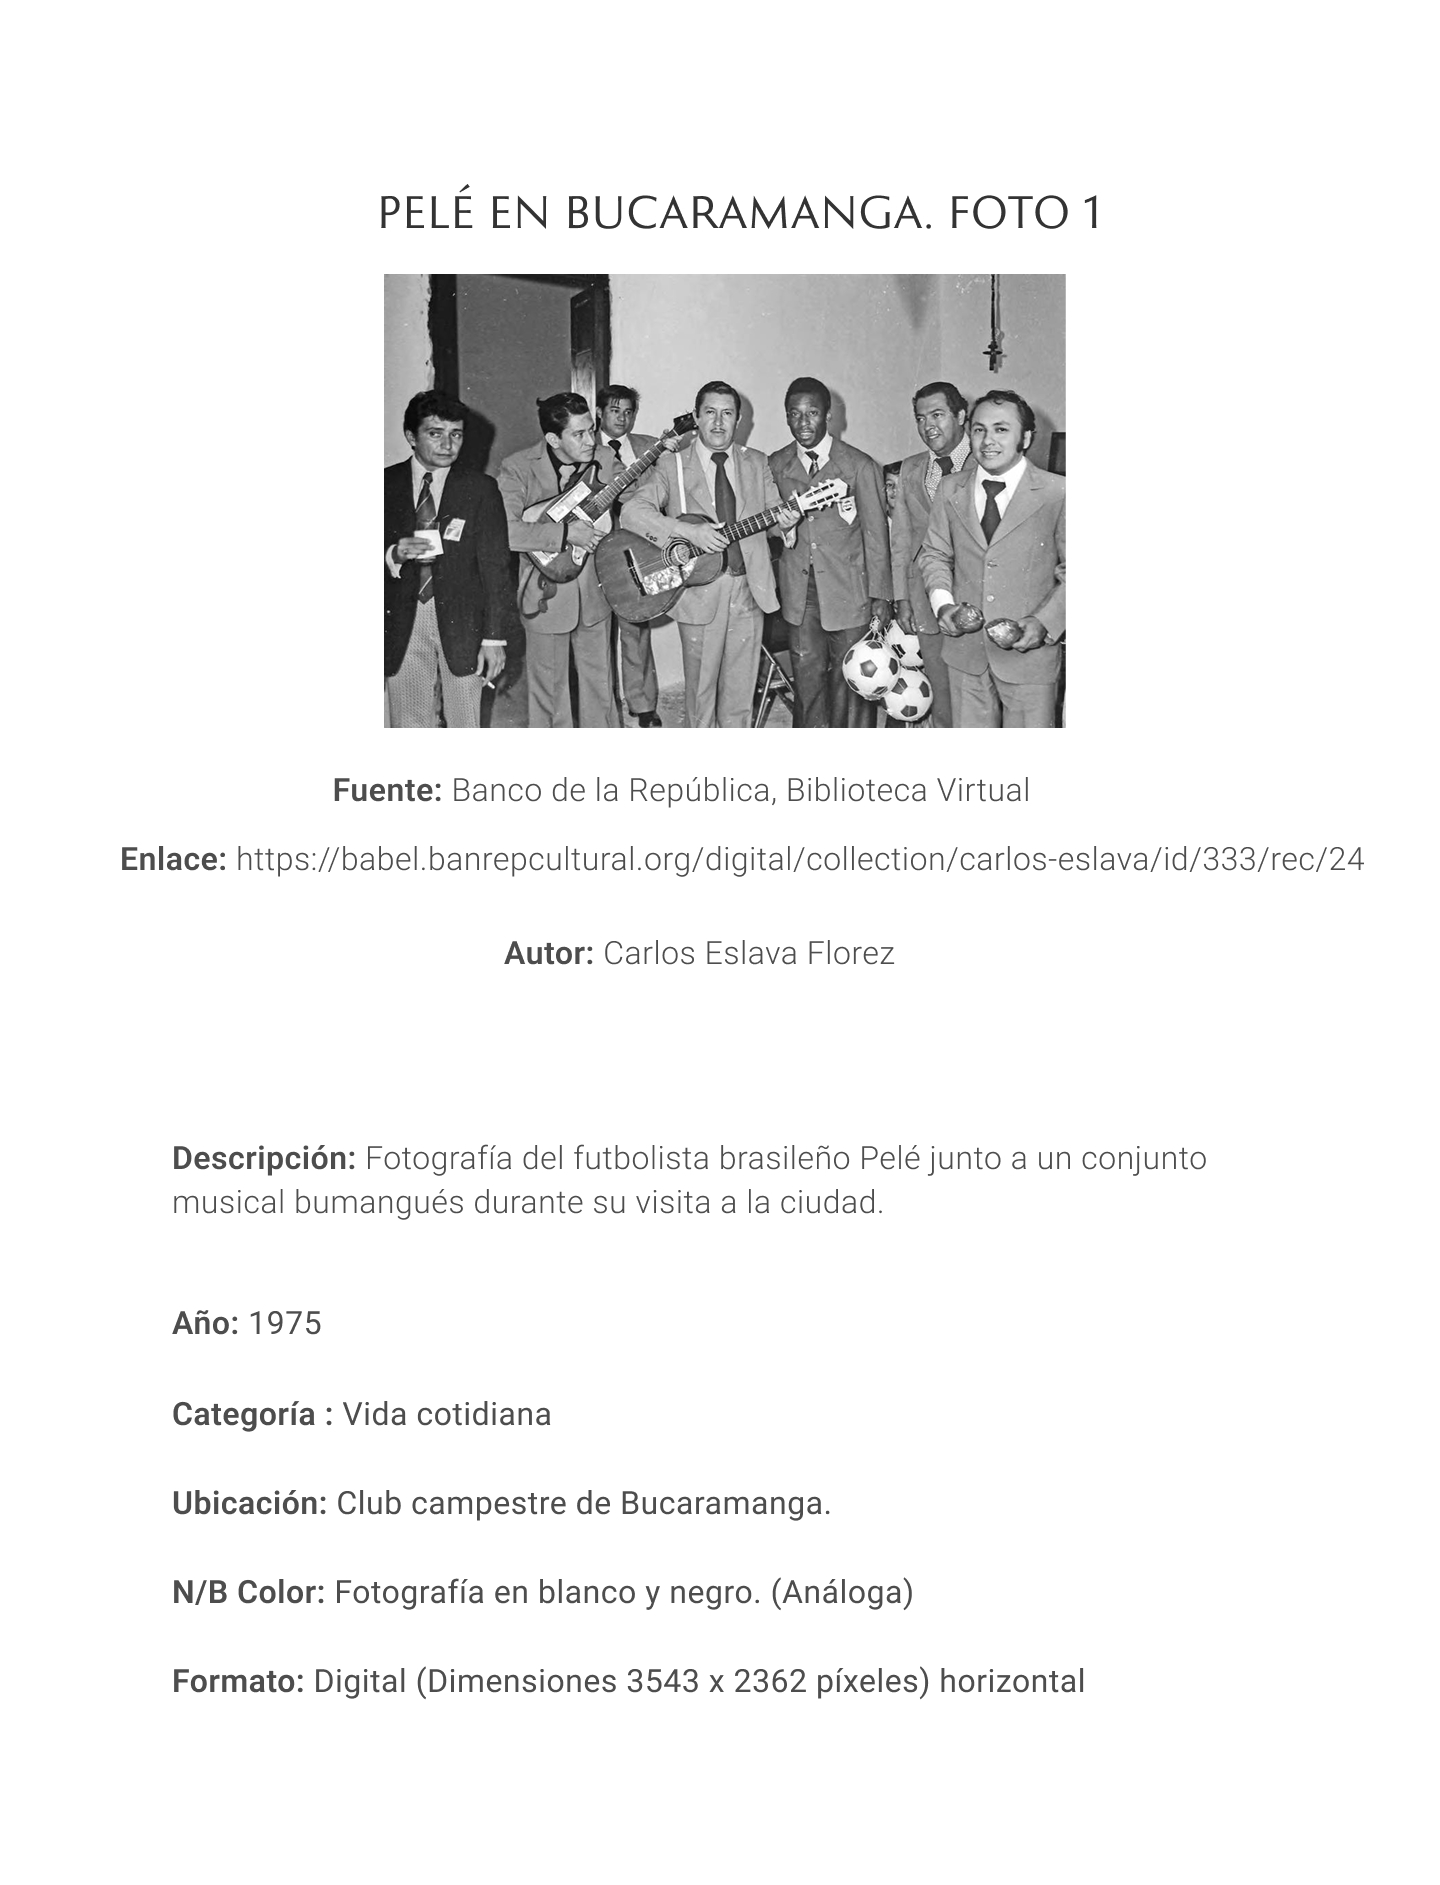 PELÉ EN BUCARAMANGA. FOTO 1
Fuente: Banco de la República, Biblioteca Virtual
Enlace: https://babel.banrepcultural.org/digital/collection/carlos-eslava/id/333/rec/24
Autor: Carlos Eslava Florez
Descripción: Fotografía del futbolista brasileño Pelé junto a un conjunto
musical bumangués durante su visita a la ciudad.
Año: 1975
Categoría : Vida cotidiana
Ubicación: Club campestre de Bucaramanga.
N/B Color: Fotografía en blanco y negro. (Análoga)
Formato: Digital (Dimensiones 3543 x 2362 píxeles) horizontal